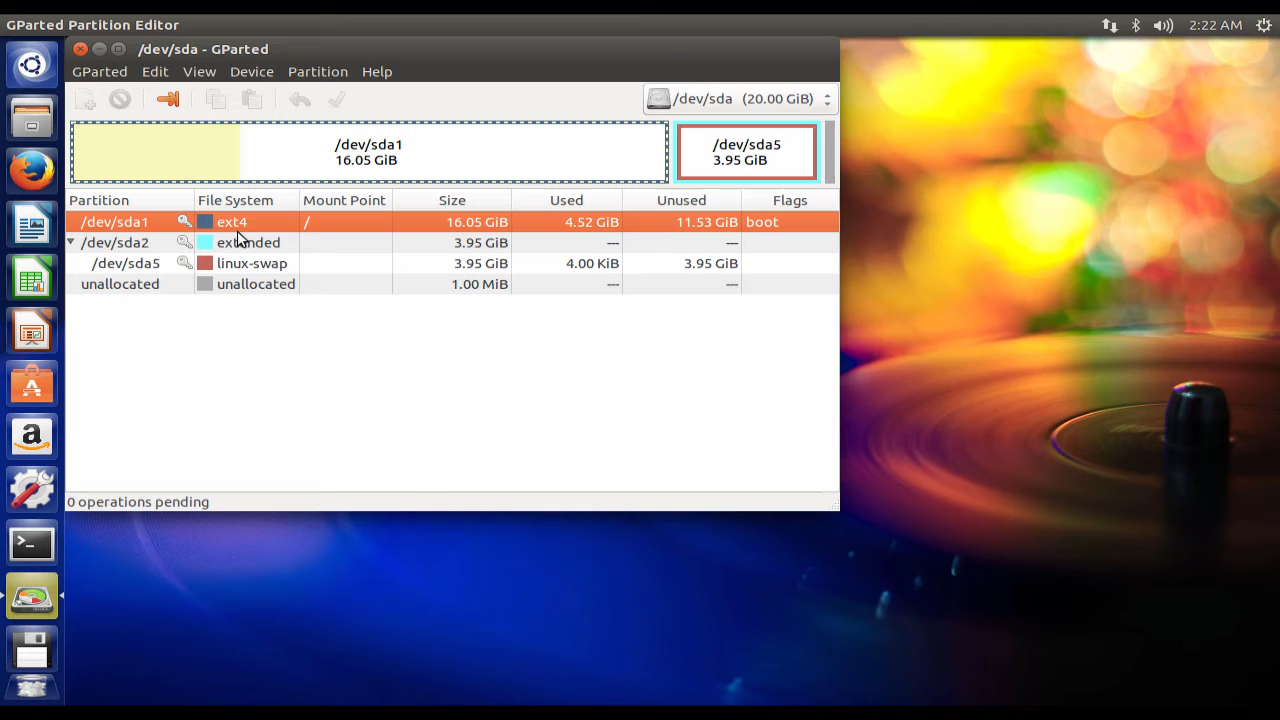 GParted Partition Editor
2:22 AM
/dev/sda - GParted
GParted Edit View Device Partition Help
/dev/sda (20.00 GiB)
/dev/sda1
16.05 GiB
/dev/sda5
3.95 GiB
Partition File System Mount Point Size Used Unused Flags
/dev/sda1 ext4 / 16.05 GiB 4.52 GiB 11.53 GiB boot
/dev/sda2 extended 3.95 GiB --- ---
/dev/sda5 linux-swap 3.95 GiB 4.00 KiB 3.95 GiB
unallocated unallocated 1.00 MiB --- ---
0 operations pending